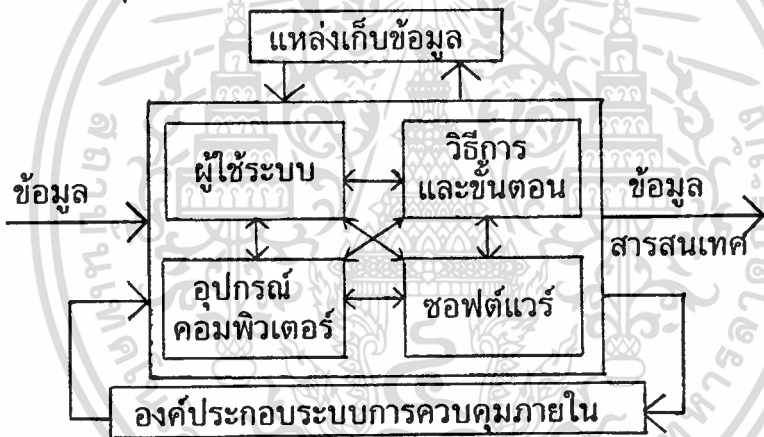 แหล่งเก็บข้อมูล
ผู้ใช้ระบบ
วิธีการ
และขั้นตอน
ข้อมูล
ข้อมูล
สารสนเทศ
อุปกรณ์
คอมพิวเตอร์
ซอฟต์แวร์
องค์ประกอบระบบการควบคุมภายใน